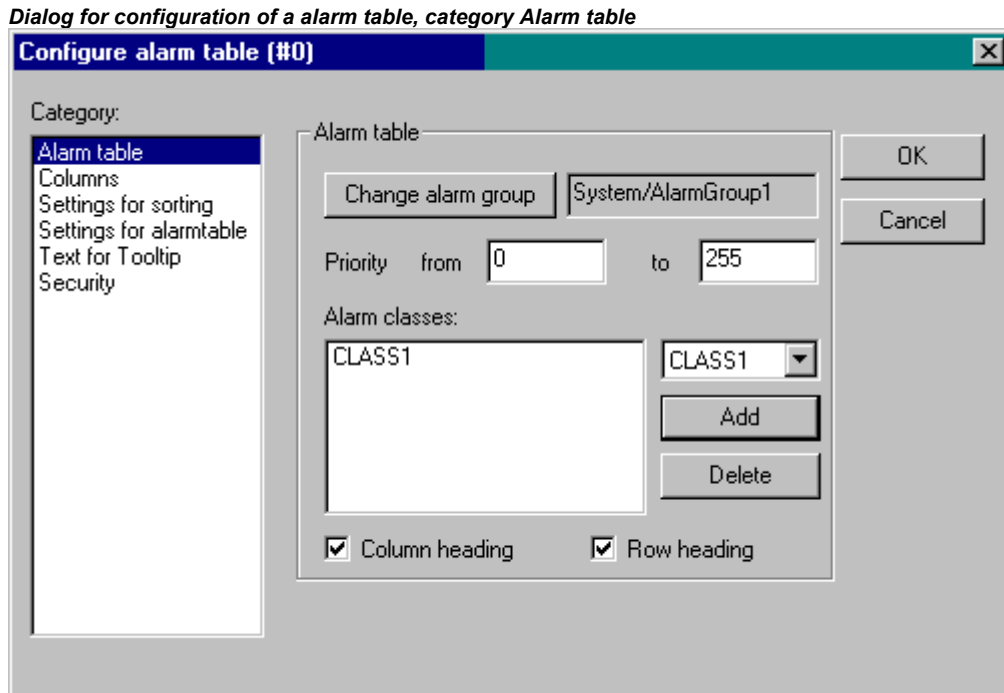 Dialog for configuration of a alarm table, category Alarm table
Configure alarm table (#0)
Category:
Alarm table
Columns
Settings for sorting
Settings for alarmtable
Text for Tooltip
Security
Alarm table
Change alarm group System/AlarmGroup1
Priority from 0 to 255
Alarm classes:
CLASS1
CLASS1
Add
Delete
Column heading Row heading
OK
Cancel